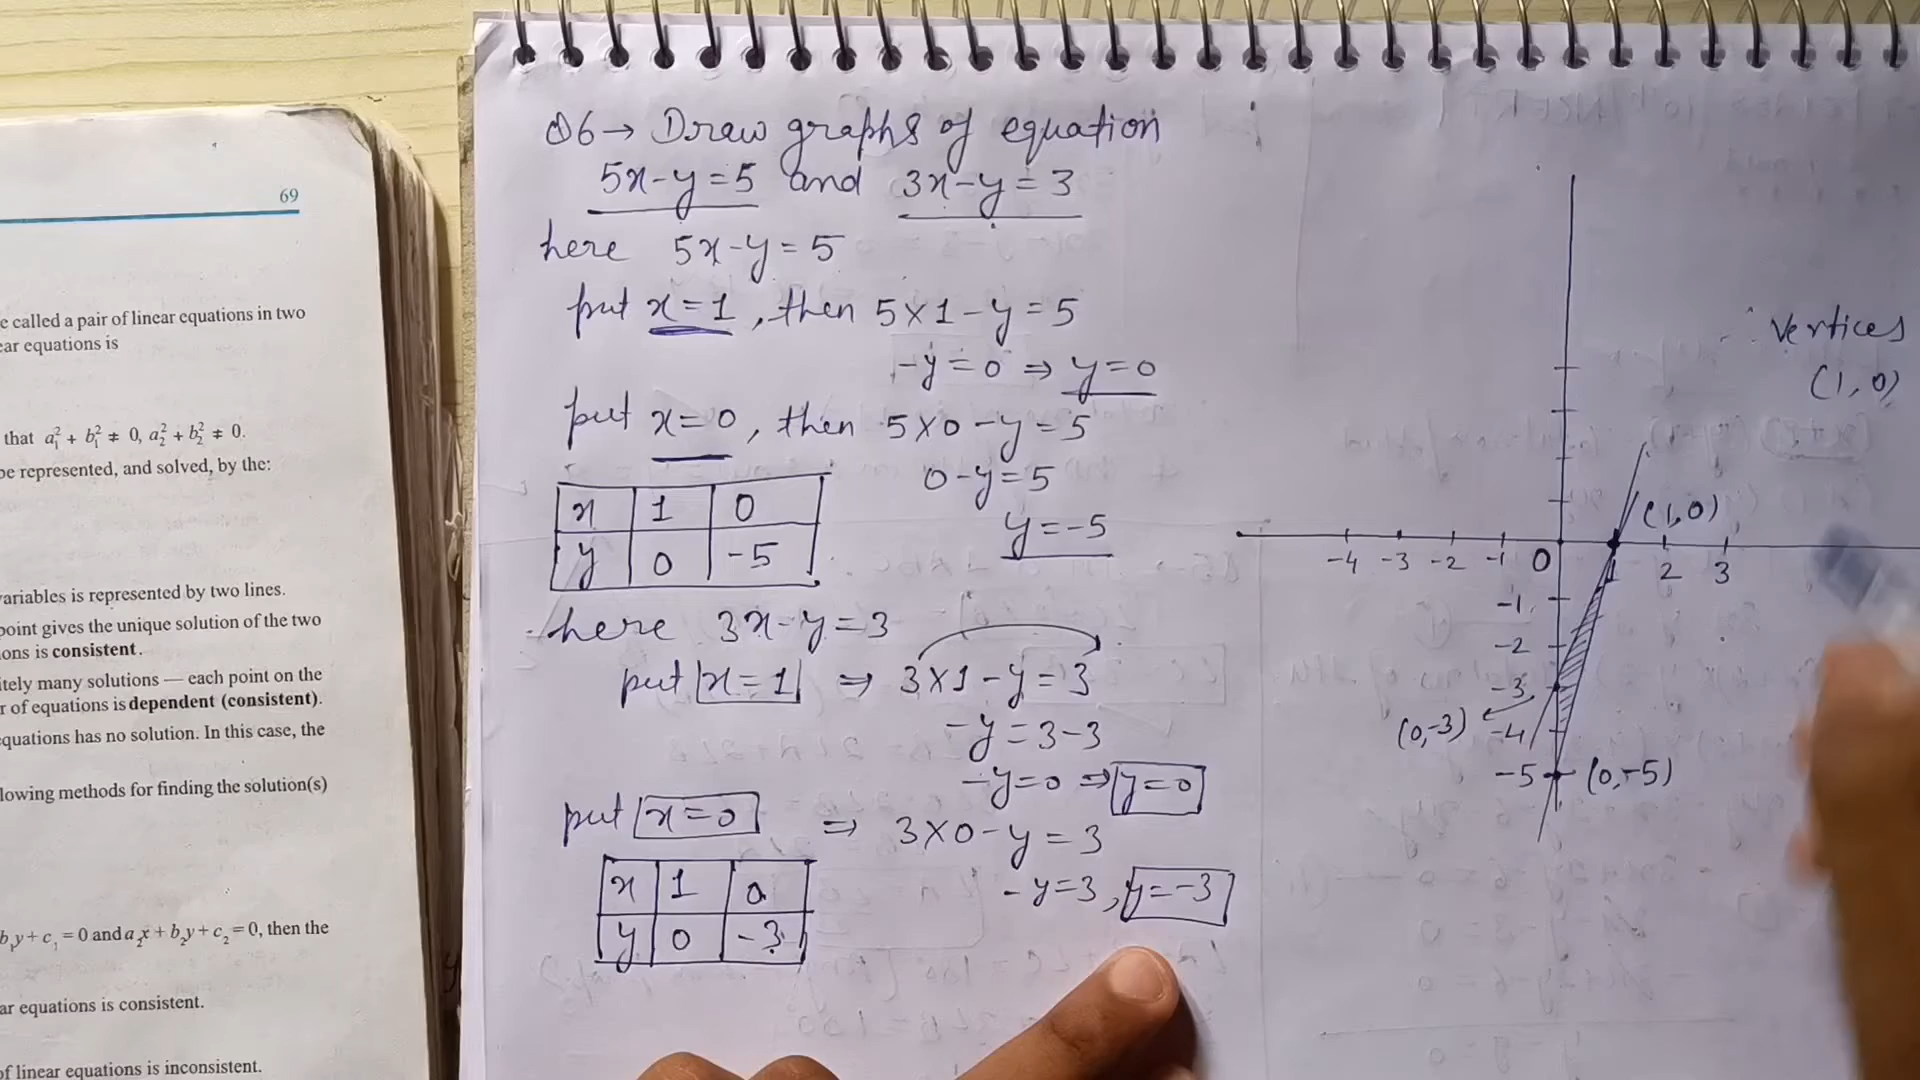 69
e called a pair of linear equations in two
ear equations is
that a₁² + b₁² ≠ 0, a₂² + b₂² ≠ 0.
be represented, and solved, by the:
variables is represented by two lines.
point gives the unique solution of the two
ons is consistent.
itely many solutions — each point on the
r of equations is dependent (consistent).
equations has no solution. In this case, the
lowing methods for finding the solution(s)
b₁y + c₁ = 0 and a₂x + b₂y + c₂ = 0, then the
ar equations is consistent.
of linear equations is inconsistent.
Q6→ Draw graphs of equation
5x-y=5 and 3x-y=3
here 5x-y=5
put x=1, then 5×1-y=5
-y=0 ⇒ y=0
put x=0, then 5×0-y=5
0-y=5
y=-5
x 1 0
y 0 -5
here 3x-y=3
put x=1 ⇒ 3×1-y=3
-y=3-3
-y=0 ⇒ y=0
put x=0 ⇒ 3×0-y=3
-y=3, y=-3
x 1 0
y 0 -3
Vertices
(1, 0)
(1,0)
-4 -3 -2 -1 0 1 2 3
-1
-2
-3
(0,-3) -4
-5 (0,-5)